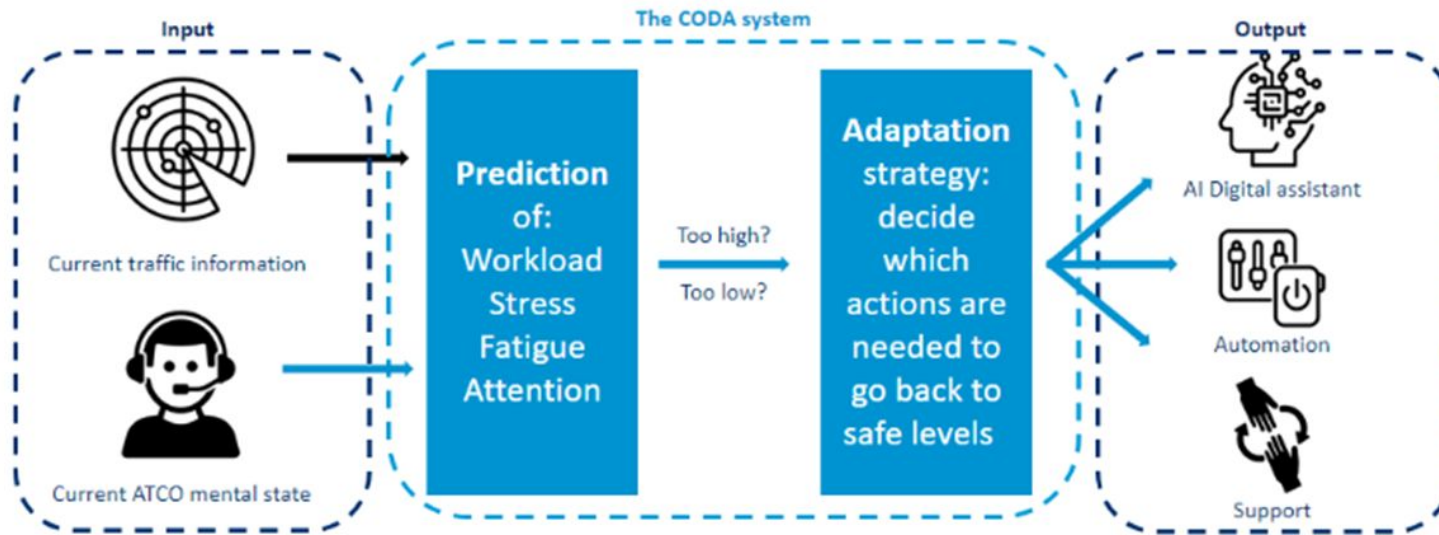 Input
Current traffic information
Current ATCO mental state
The CODA system
Prediction
of:
Workload
Stress
Fatigue
Attention
Too high?
Too low?
Adaptation
strategy:
decide
which
actions are
needed to
go back to
safe levels
Output
AI Digital assistant
Automation
Support